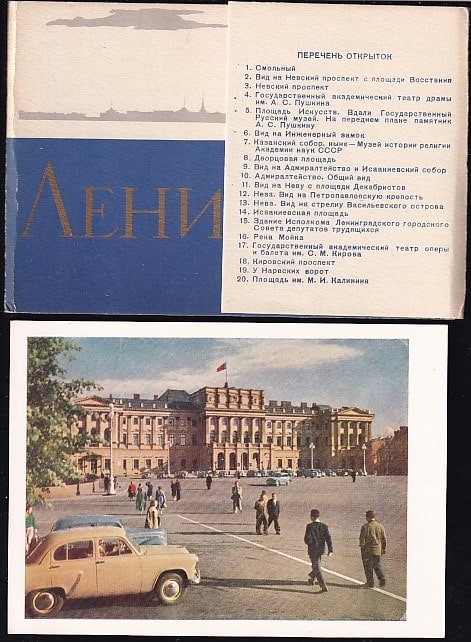 ЛЕНИ
ПЕРЕЧЕНЬ ОТКРЫТОК
1. Смольный
2. Вид на Невский проспект с площади Восстания
3. Невский проспект
4. Государственный академический театр драмы
им. А. С. Пушкина
5. Площадь Искусств. Вдали Государственный
Русский музей. На переднем плане памятник
А. С. Пушкину
6. Вид на Инженерный замок
7. Казанский собор, ныне — Музей истории религии
Академии наук СССР
8. Дворцовая площадь
9. Вид на Адмиралтейство и Исаакиевский собор
10. Адмиралтейство. Общий вид
11. Вид на Неву с площади Декабристов
12. Нева. Вид на Петропавловскую крепость
13. Нева. Вид на стрелку Васильевского острова
14. Исаакиевская площадь
15. Здание Исполкома Ленинградского городского
Совета депутатов трудящихся
16. Река Мойка
17. Государственный академический театр оперы
и балета им. С. М. Кирова
18. Кировский проспект
19. У Нарвских ворот
20. Площадь им. М. И. Калинина